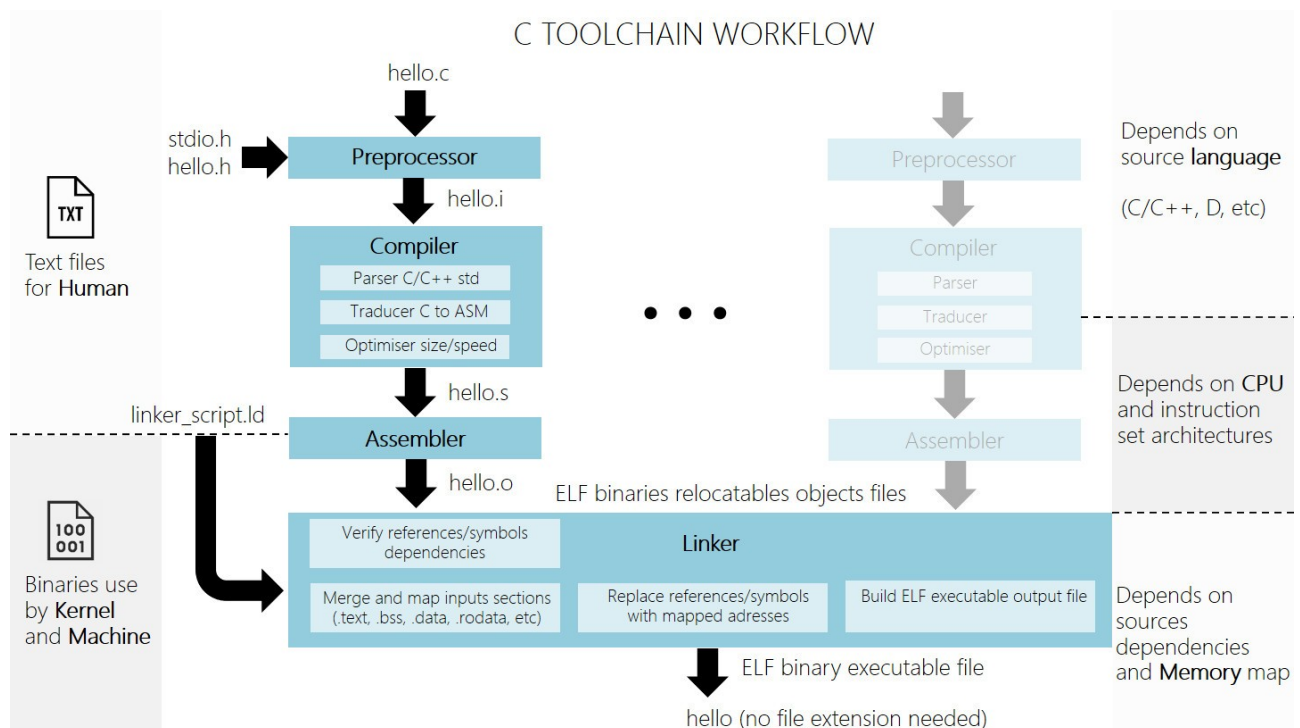 C TOOLCHAIN WORKFLOW
hello.c
stdio.h
hello.h
Preprocessor
hello.i
Compiler
Parser C/C++ std
Traducer C to ASM
Optimiser size/speed
hello.s
linker_script.ld
Assembler
hello.o
TXT
Text files
for Human
100
001
Binaries use
by Kernel
and Machine
Preprocessor
Compiler
Parser
Traducer
Optimiser
Assembler
ELF binaries relocatables objects files
Linker
Verify references/symbols
dependencies
Merge and map inputs sections
(.text, .bss, .data, .rodata, etc)
Replace references/symbols
with mapped adresses
Build ELF executable output file
ELF binary executable file
hello (no file extension needed)
Depends on
source language
(C/C++, D, etc)
Depends on CPU
and instruction
set architectures
Depends on
sources
dependencies
and Memory map